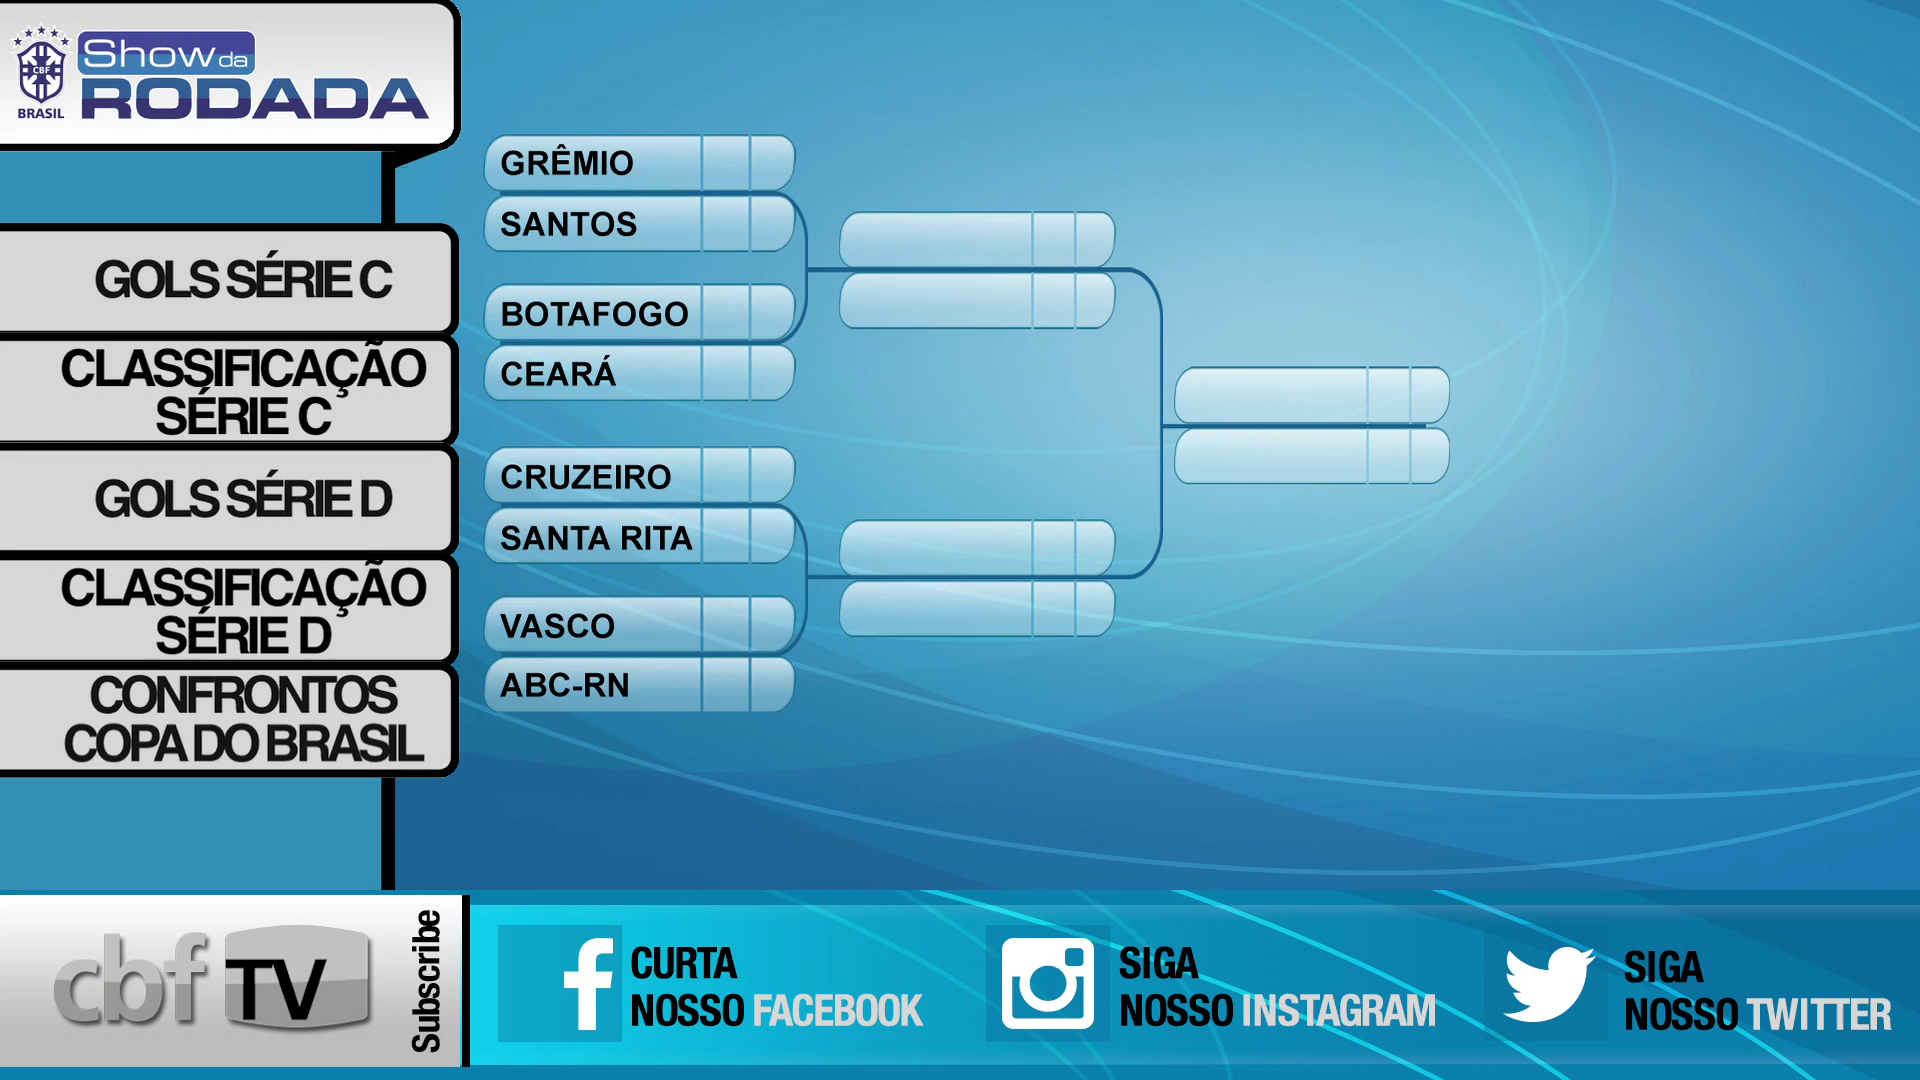 CBF
BRASIL
Show da
RODADA
GOLS SÉRIE C
CLASSIFICAÇÃO
SÉRIE C
GOLS SÉRIE D
CLASSIFICAÇÃO
SÉRIE D
CONFRONTOS
COPA DO BRASIL
GRÊMIO
SANTOS
BOTAFOGO
CEARÁ
CRUZEIRO
SANTA RITA
VASCO
ABC-RN
cbf TV
Subscribe
CURTA
NOSSO FACEBOOK
SIGA
NOSSO INSTAGRAM
SIGA
NOSSO TWITTER